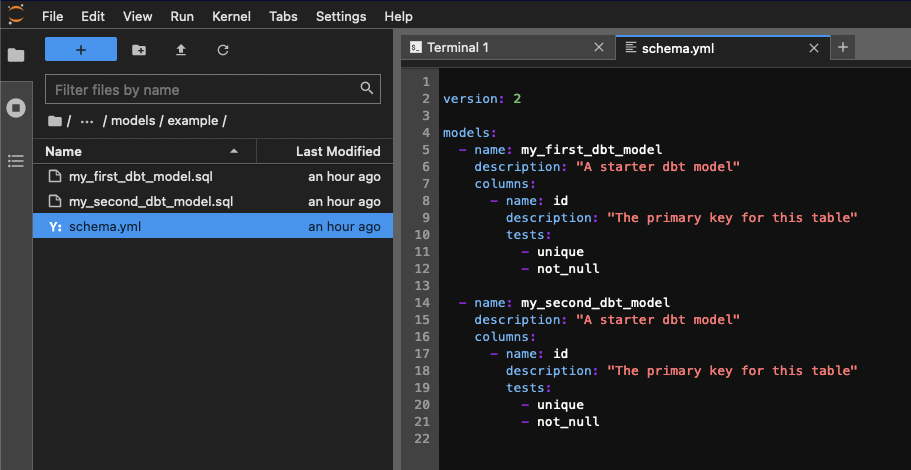 File Edit View Run Kernel Tabs Settings Help
+
Filter files by name
/ ··· / models / example /
Name Last Modified
my_first_dbt_model.sql an hour ago
my_second_dbt_model.sql an hour ago
Y: schema.yml an hour ago
Terminal 1 × schema.yml × +
1
2 version: 2
3
4 models:
5   - name: my_first_dbt_model
6     description: "A starter dbt model"
7     columns:
8       - name: id
9         description: "The primary key for this table"
10         tests:
11           - unique
12           - not_null
13
14   - name: my_second_dbt_model
15     description: "A starter dbt model"
16     columns:
17       - name: id
18         description: "The primary key for this table"
19         tests:
20           - unique
21           - not_null
22